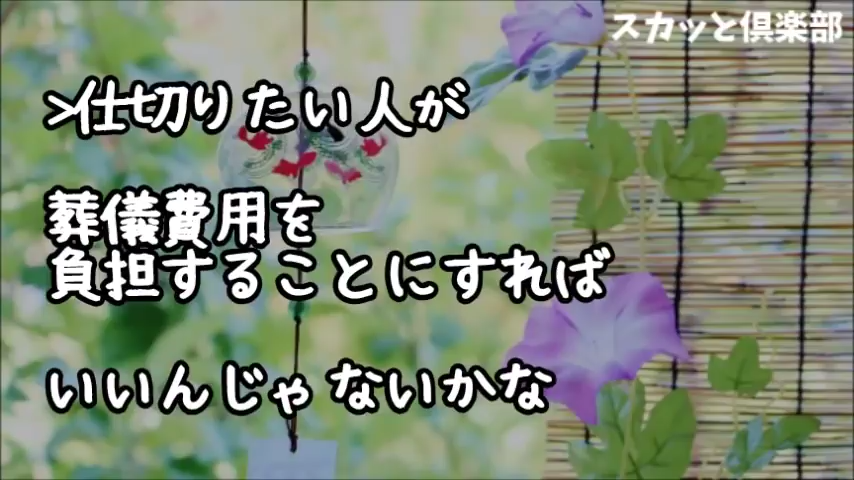 スカッと倶楽部
>仕切りたい人が
葬儀費用を
負担することにすれば
いいんじゃないかな